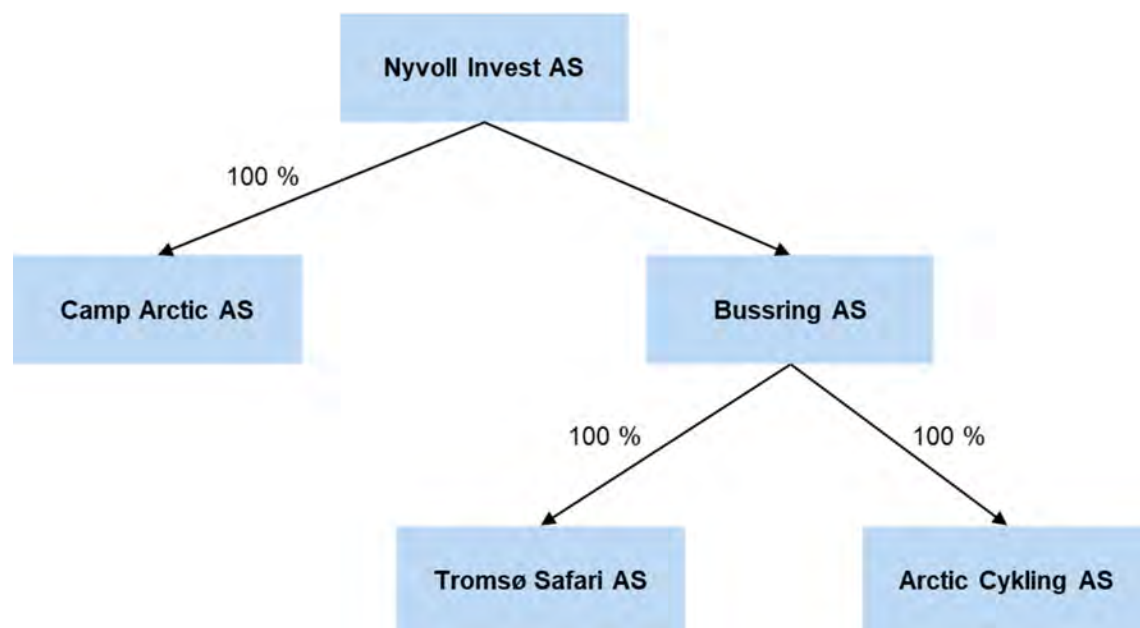 Nyvoll Invest AS
100 %
Camp Arctic AS
Bussring AS
100 %
100 %
Tromsø Safari AS
Arctic Cykling AS